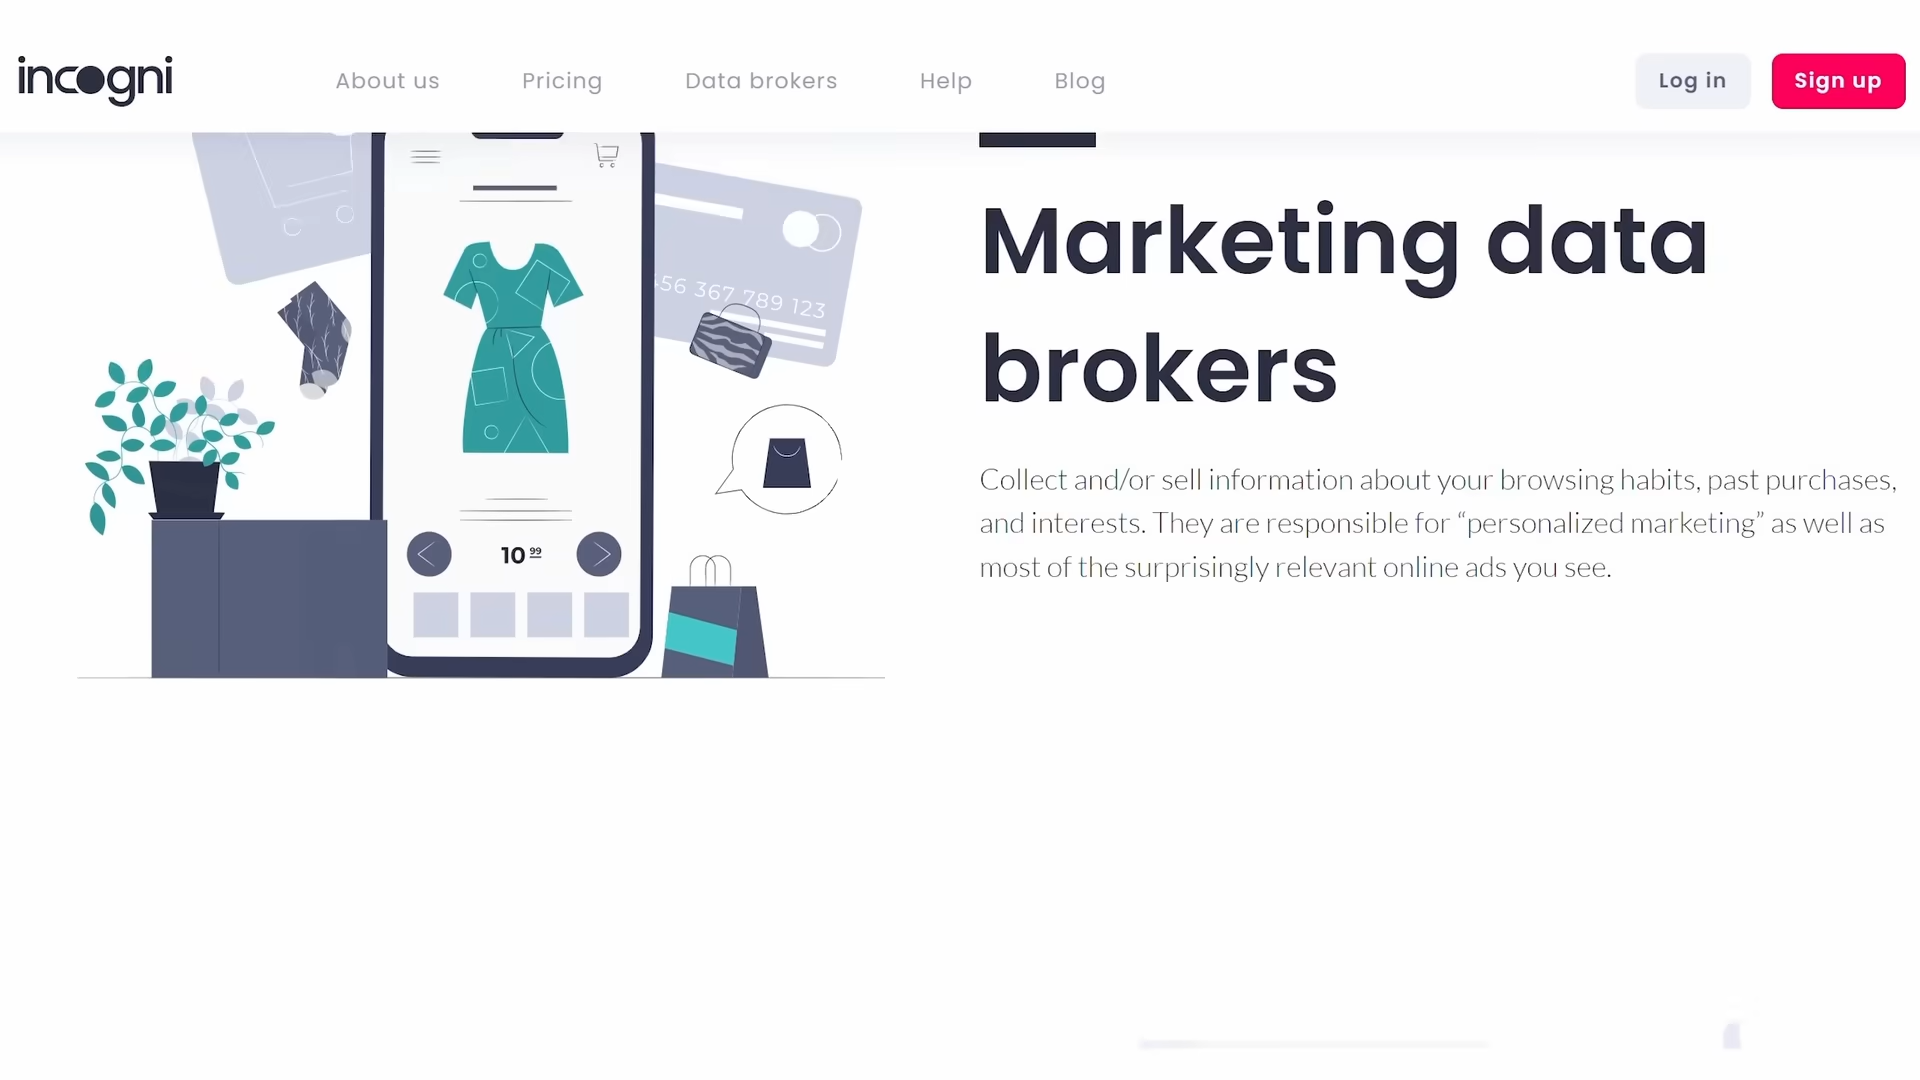 incogni
About us
Pricing
Data brokers
Help
Blog
Log in
Sign up
Marketing data
brokers
Collect and/or sell information about your browsing habits, past purchases,
and interests. They are responsible for “personalized marketing” as well as
most of the surprisingly relevant online ads you see.
56 367 789 123
10 99